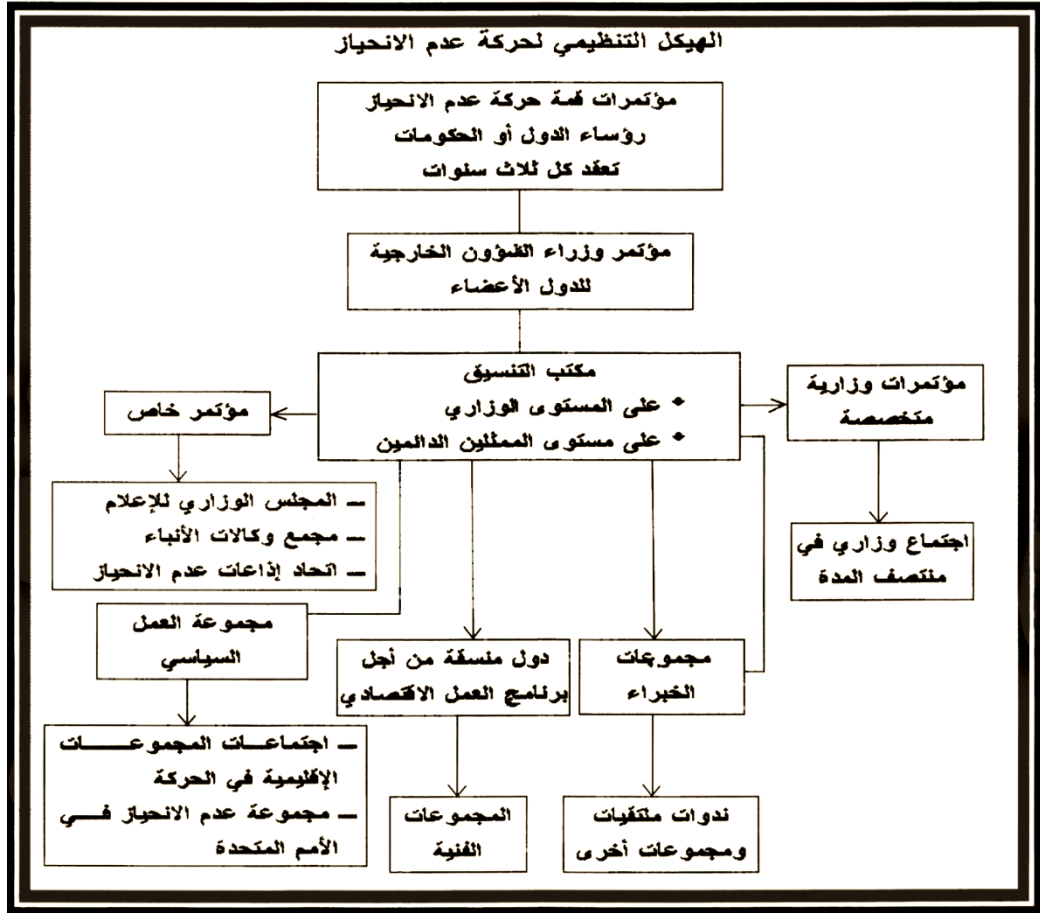 الهيكل التنظيمي لحركة عدم الانحياز
مؤتمرات قمة حركة عدم الانحياز
رؤساء الدول أو الحكومات
تعقد كل ثلاث سنوات
مؤتمر وزراء الشؤون الخارجية
للدول الأعضاء
مكتب التنسيق
* على المستوى الوزاري
* على مستوى الممثلين الدائمين
مؤتمرات وزارية
متخصصة
مؤتمر خاص
اجتماع وزاري في
منتصف المدة
ـ المجلس الوزاري للإعلام
ـ مجمع وكالات الأنباء
ـ اتحاد إذاعات عدم الانحياز
مجموعات
الخبراء
دول منسقة من أجل
برنامج العمل الاقتصادي
مجموعة العمل
السياسي
ندوات ملتقيات
ومجموعات أخرى
المجموعات
الفنية
ـ اجتماعات المجموعات
الإقليمية في الحركة
ـ مجموعة عدم الانحياز في
الأمم المتحدة